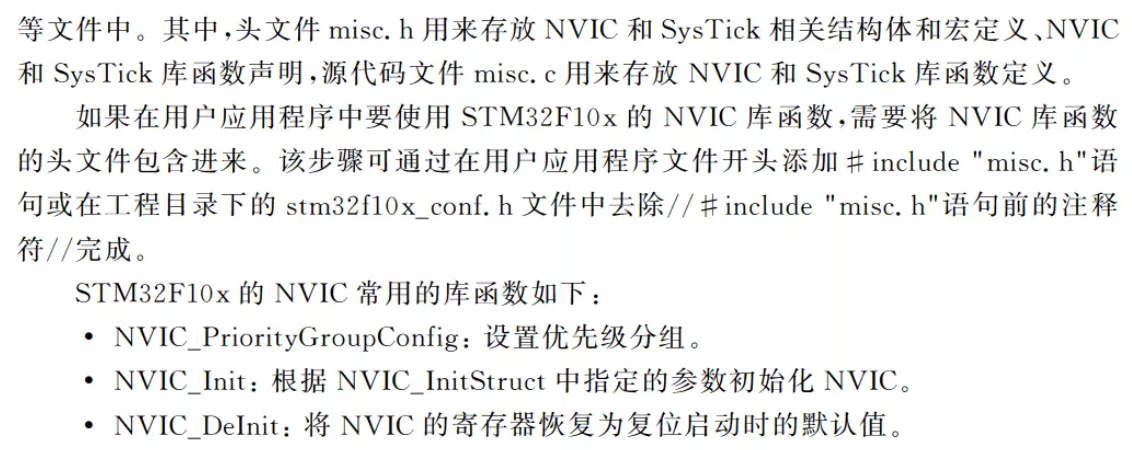 等文件中。其中,头文件 misc.h 用来存放 NVIC 和 SysTick 相关结构体和宏定义、NVIC
和 SysTick 库函数声明,源代码文件 misc.c 用来存放 NVIC 和 SysTick 库函数定义。
如果在用户应用程序中要使用 STM32F10x 的 NVIC 库函数,需要将 NVIC 库函数
的头文件包含进来。该步骤可通过在用户应用程序文件开头添加 #include "misc.h"语
句或在工程目录下的 stm32f10x_conf.h 文件中去除//#include "misc.h"语句前的注释
符//完成。
STM32F10x 的 NVIC 常用的库函数如下:
• NVIC_PriorityGroupConfig: 设置优先级分组。
• NVIC_Init: 根据 NVIC_InitStruct 中指定的参数初始化 NVIC。
• NVIC_DeInit: 将 NVIC 的寄存器恢复为复位启动时的默认值。